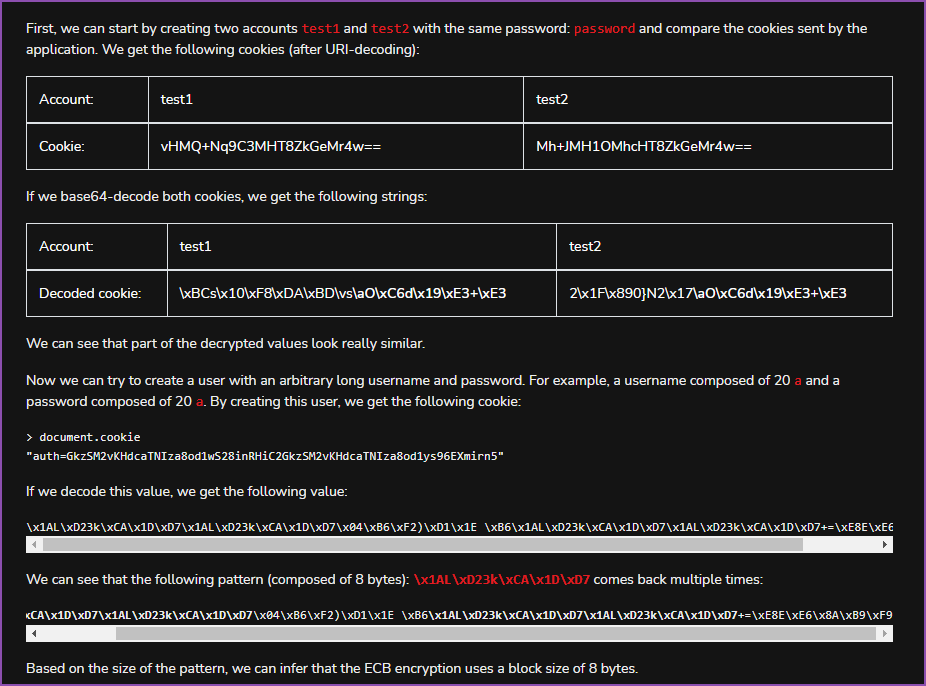 First, we can start by creating two accounts test1 and test2 with the same password: password and compare the cookies sent by the
application. We get the following cookies (after URI-decoding):
Account: test1 test2
Cookie: vHMQ+Nq9C3MHT8ZkGeMr4w== Mh+JMH1OMhcHT8ZkGeMr4w==
If we base64-decode both cookies, we get the following strings:
Account: test1 test2
Decoded cookie: \xBCs\x10\xF8\xDA\xBD\vs\aO\xC6d\x19\xE3+\xE3 2\x1F\x890}N2\x17\aO\xC6d\x19\xE3+\xE3
We can see that part of the decrypted values look really similar.
Now we can try to create a user with an arbitrary long username and password. For example, a username composed of 20 a and a
password composed of 20 a. By creating this user, we get the following cookie:
> document.cookie
"auth=GkzSM2vKHdcaTNIza8od1wS28inRHiC2GkzSM2vKHdcaTNIza8od1ys96EXmirn5"
If we decode this value, we get the following value:
\x1AL\xD23k\xCA\x1D\xD7\x1AL\xD23k\xCA\x1D\xD7\x04\xB6\xF2)\xD1\x1E \xB6\x1AL\xD23k\xCA\x1D\xD7\x1AL\xD23k\xCA\x1D\xD7+=\xE8E\xE6
We can see that the following pattern (composed of 8 bytes): \x1AL\xD23k\xCA\x1D\xD7 comes back multiple times:
xCA\x1D\xD7\x1AL\xD23k\xCA\x1D\xD7\x04\xB6\xF2)\xD1\x1E \xB6\x1AL\xD23k\xCA\x1D\xD7\x1AL\xD23k\xCA\x1D\xD7+=\xE8E\xE6\x8A\xB9\xF9
Based on the size of the pattern, we can infer that the ECB encryption uses a block size of 8 bytes.